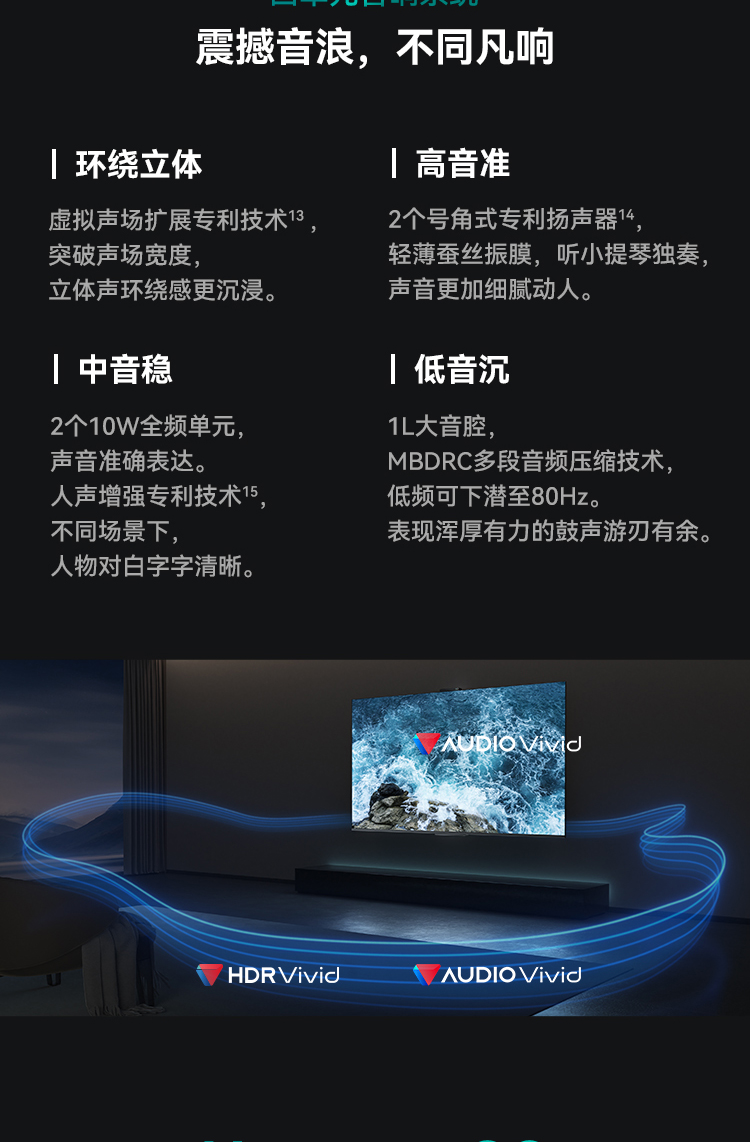 震撼音浪，不同凡响
环绕立体
虚拟声场扩展专利技术13，
突破声场宽度，
立体声环绕感更沉浸。
高音准
2个号角式专利扬声器14，
轻薄蚕丝振膜，听小提琴独奏，
声音更加细腻动人。
中音稳
2个10W全频单元，
声音准确表达。
人声增强专利技术15，
不同场景下，
人物对白字字清晰。
低音沉
1L大音腔，
MBDRC多段音频压缩技术，
低频可下潜至80Hz。
表现浑厚有力的鼓声游刃有余。
AUDIO Vivid
HDR Vivid
AUDIO Vivid